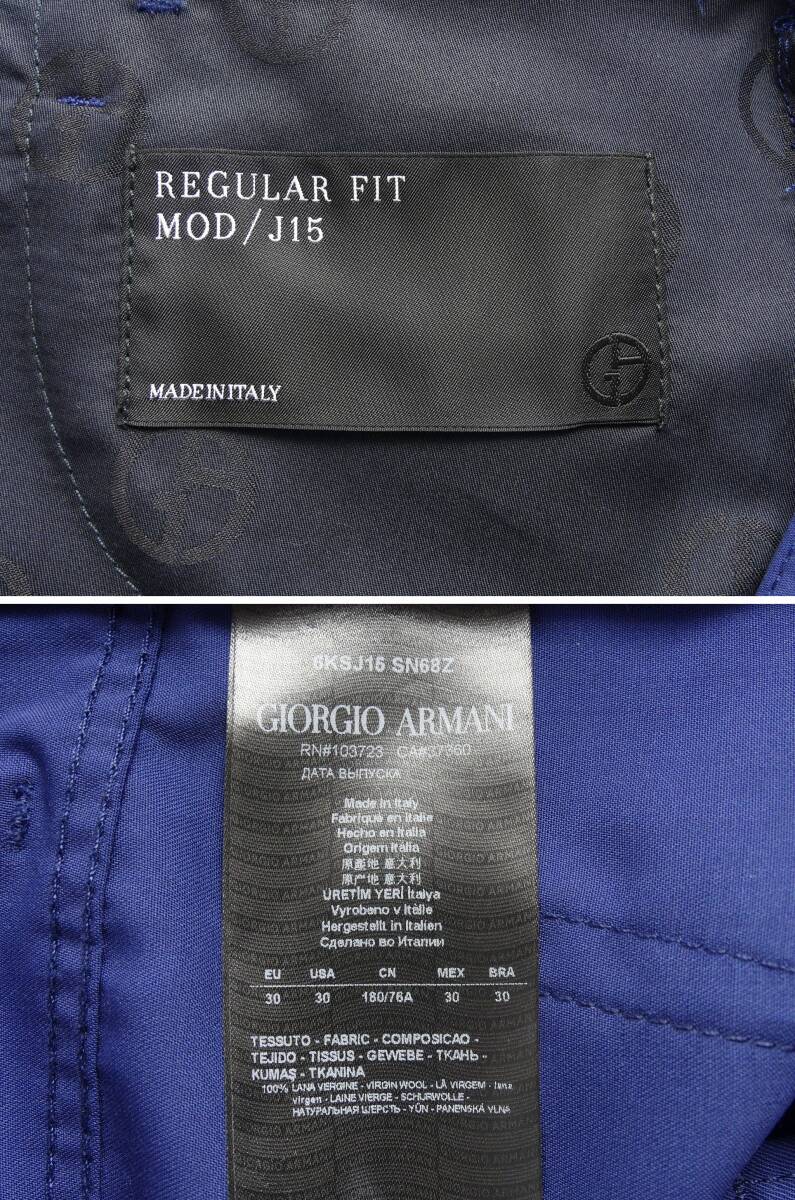 REGULAR FIT
MOD/J15
MADE IN ITALY
6KSJ15 SN68Z
GIORGIO ARMANI
RN#103723 CA#37360
ДАТА ВЫПУСКА
Made in Italy
Fabriqué en Italie
Hecho en Italia
Origem Itália
原產地 意大利
原产地 意大利
ÜRETİM YERİ İtalya
Vyrobeno v Itálie
Hergestellt in Italien
Сделано во Италии
EU USA CN MEX BRA
30 30 180/76A 30 30
TESSUTO - FABRIC - COMPOSICAO -
TEJIDO - TISSUS - GEWEBE - ТКАНЬ -
KUMAŞ - TKANINA
100% LANA VERGINE - VIRGIN WOOL - LÃ VIRGEM - lana
virgen - LAINE VIERGE - SCHURWOLLE -
НАТУРАЛЬНАЯ ШЕРСТЬ - YÜN - PANENSKÁ VLNA